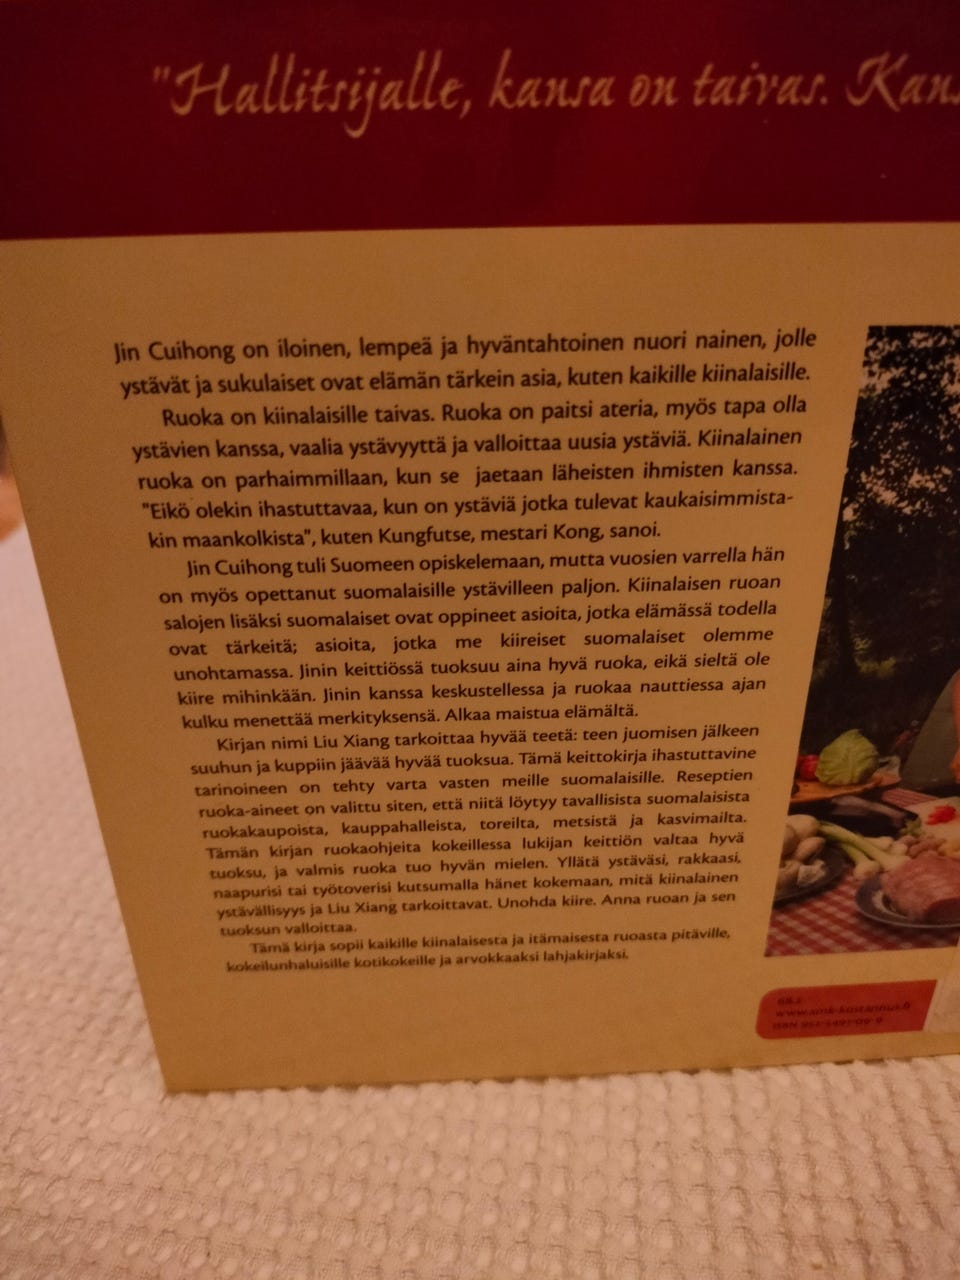 "Hallitsijalle, kansa on taivas. Kans
Jin Cuihong on iloinen, lempeä ja hyväntahtoinen nuori nainen, jolle
ystävät ja sukulaiset ovat elämän tärkein asia, kuten kaikille kiinalaisille.
Ruoka on kiinalaisille taivas. Ruoka on paitsi ateria, myös tapa olla
ystävien kanssa, vaalia ystävyyttä ja valloittaa uusia ystäviä. Kiinalainen
ruoka on parhaimmillaan, kun se jaetaan läheisten ihmisten kanssa.
"Eikö olekin ihastuttavaa, kun on ystäviä jotka tulevat kaukaisimmista-
kin maankolkista", kuten Kungfutse, mestari Kong, sanoi.
Jin Cuihong tuli Suomeen opiskelemaan, mutta vuosien varrella hän
on myös opettanut suomalaisille ystävilleen paljon. Kiinalaisen ruoan
salojen lisäksi suomalaiset ovat oppineet asioita, jotka elämässä todella
ovat tärkeitä; asioita, jotka me kiireiset suomalaiset olemme
unohtamassa. Jinin keittiössä tuoksuu aina hyvä ruoka, eikä sieltä ole
kiire mihinkään. Jinin kanssa keskustellessa ja ruokaa nauttiessa ajan
kulku menettää merkityksensä. Alkaa maistua elämältä.
Kirjan nimi Liu Xiang tarkoittaa hyvää teetä: teen juomisen jälkeen
suuhun ja kuppiin jäävää hyvää tuoksua. Tämä keittokirja ihastuttavine
tarinoineen on tehty varta vasten meille suomalaisille. Reseptien
ruoka-aineet on valittu siten, että niitä löytyy tavallisista suomalaisista
ruokakaupoista, kauppahalleista, toreilta, metsistä ja kasvimailta.
Tämän kirjan ruokaohjeita kokeillessa lukijan keittiön valtaa hyvä
tuoksu, ja valmis ruoka tuo hyvän mielen. Yllätä ystäväsi, rakkaasi,
naapurisi tai työtoverisi kutsumalla hänet kokemaan, mitä kiinalainen
ystävällisyys ja Liu Xiang tarkoittavat. Unohda kiire. Anna ruoan ja sen
tuoksun valloittaa.
Tämä kirja sopii kaikille kiinalaisesta ja itämaisesta ruoasta pitäville,
kokeilunhaluisille kotikokeille ja arvokkaaksi lahjakirjaksi.
68.2
www.amk-kustannus.fi
ISBN